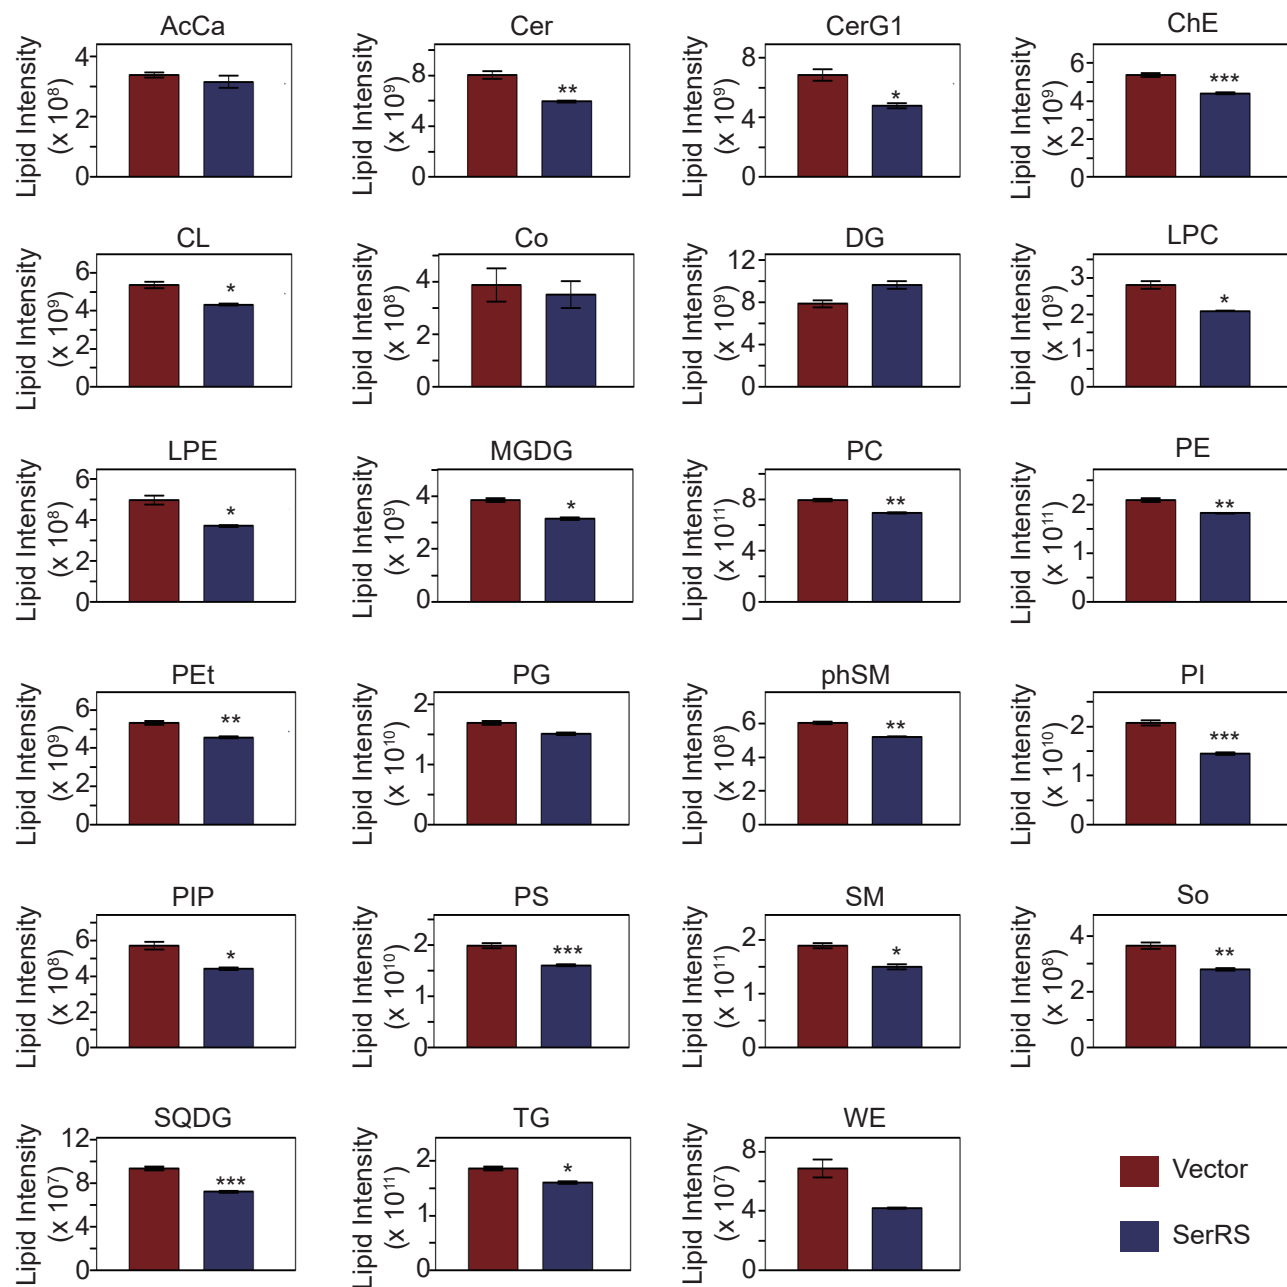 AcCa
Lipid Intensity
(x 10⁸)
4
2
0
Cer
Lipid Intensity
(x 10⁹)
8
4
0
**
CerG1
Lipid Intensity
(x 10⁹)
8
4
0
*
ChE
Lipid Intensity
(x 10⁹)
6
4
2
0
***
CL
Lipid Intensity
(x 10⁹)
6
4
2
0
*
Co
Lipid Intensity
(x 10⁸)
4
2
0
DG
Lipid Intensity
(x 10⁹)
12
8
4
0
LPC
Lipid Intensity
(x 10⁹)
3
2
1
0
*
LPE
Lipid Intensity
(x 10⁸)
6
4
2
0
*
MGDG
Lipid Intensity
(x 10⁹)
4
2
0
*
PC
Lipid Intensity
(x 10¹¹)
8
4
0
**
PE
Lipid Intensity
(x 10¹¹)
2
1
0
**
PEt
Lipid Intensity
(x 10⁹)
6
4
2
0
**
PG
Lipid Intensity
(x 10¹⁰)
2
1
0
phSM
Lipid Intensity
(x 10⁸)
6
4
2
0
**
PI
Lipid Intensity
(x 10¹⁰)
2
1
0
***
PIP
Lipid Intensity
(x 10⁸)
6
4
2
0
*
PS
Lipid Intensity
(x 10¹⁰)
2
1
0
***
SM
Lipid Intensity
(x 10¹¹)
2
1
0
*
So
Lipid Intensity
(x 10⁸)
4
2
0
**
SQDG
Lipid Intensity
(x 10⁷)
12
8
4
0
***
TG
Lipid Intensity
(x 10¹¹)
2
1
0
*
WE
Lipid Intensity
(x 10⁷)
8
4
0
Vector
SerRS